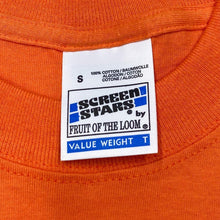 S
100% COTTON / BAUMWOLLE
ALGODON / COTON
COTONE / ALGODÃO
SCREEN
STARS
by
FRUIT OF THE LOOM®
VALUE WEIGHT T